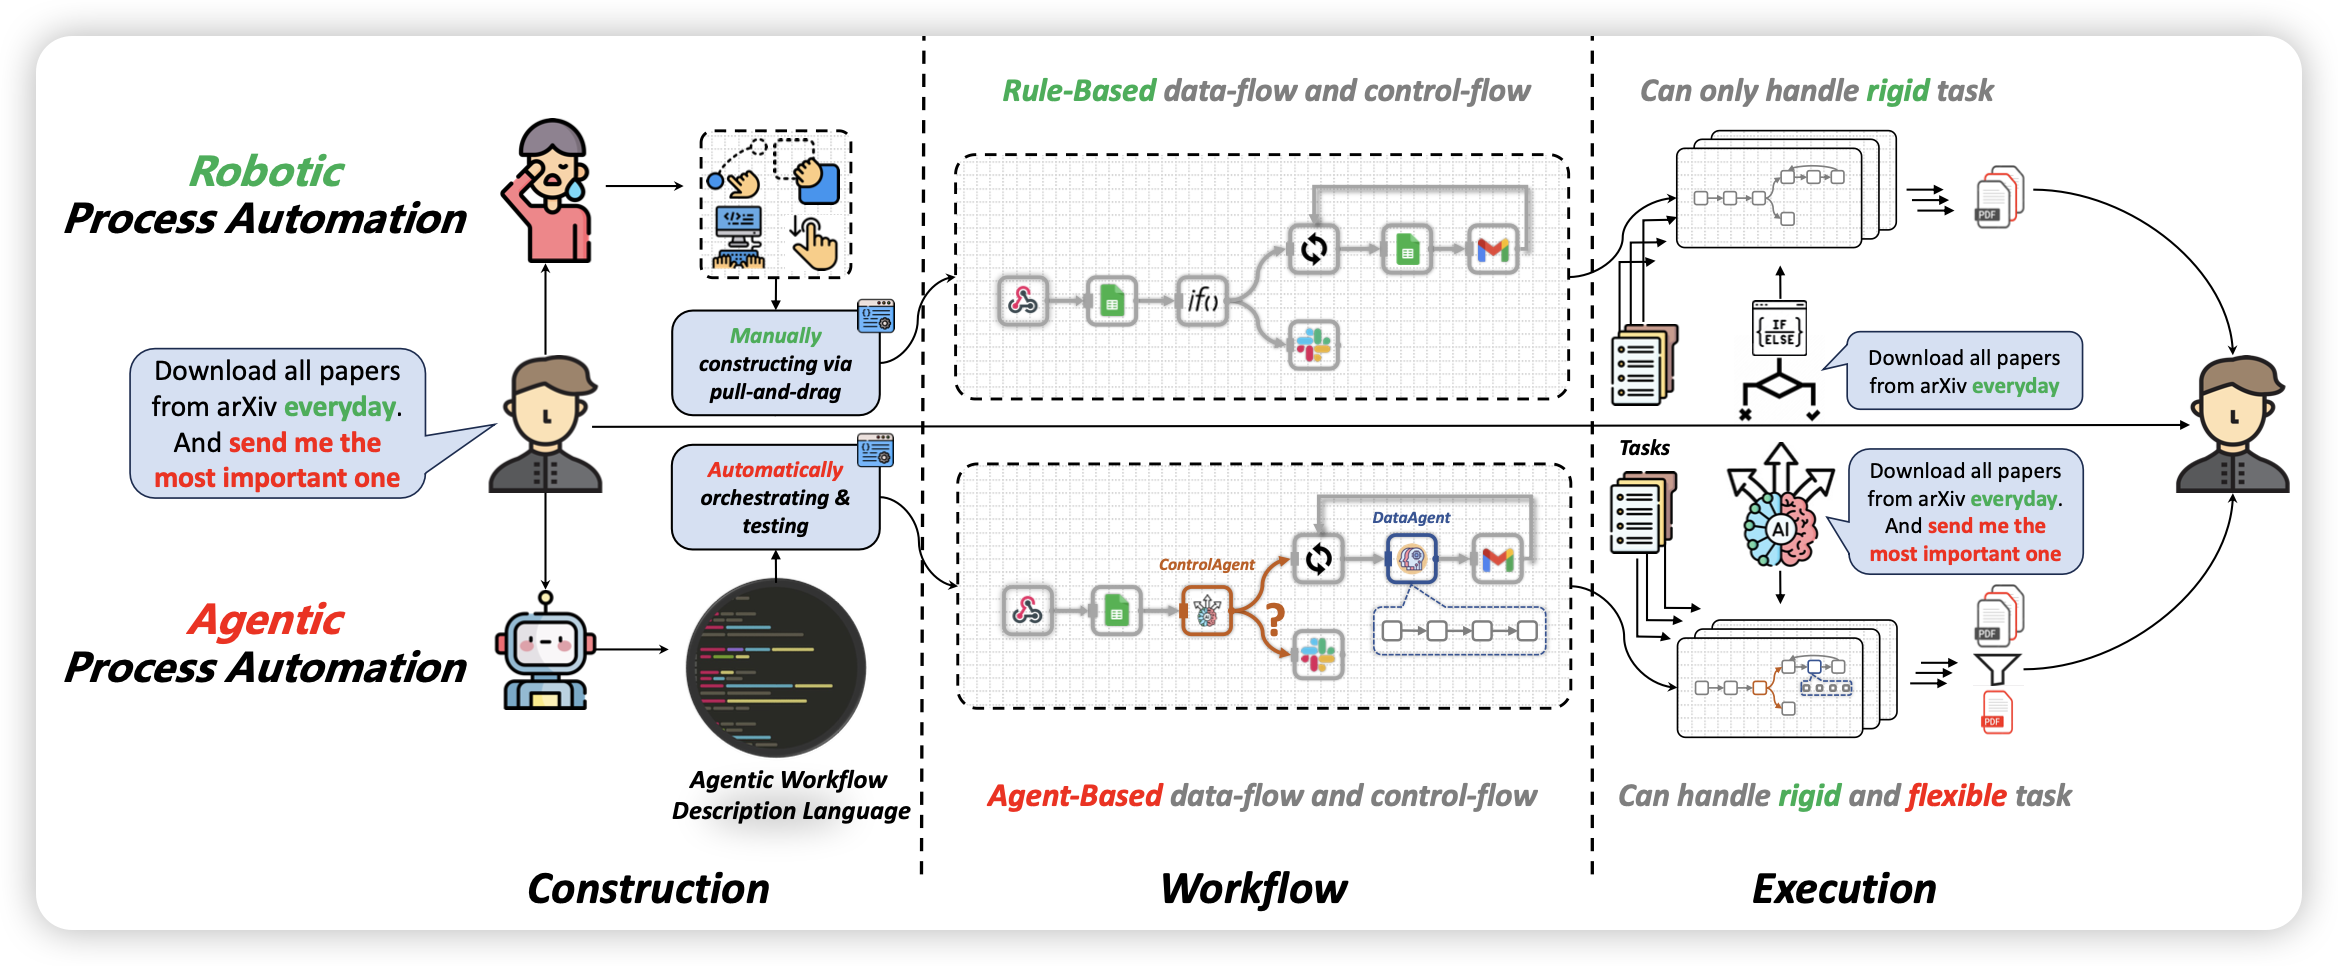 Robotic
Process Automation
Download all papers
from arXiv everyday.
And send me the
most important one
Agentic
Process Automation
Manually
constructing via
pull-and-drag
Automatically
orchestrating &
testing
Agentic Workflow
Description Language
Construction
Rule-Based data-flow and control-flow
if()
ControlAgent
?
DataAgent
Agent-Based data-flow and control-flow
Workflow
Can only handle rigid task
PDF
IF
ELSE
Download all papers
from arXiv everyday
Tasks
AI
Download all papers
from arXiv everyday.
And send me the
most important one
PDF
PDF
Can handle rigid and flexible task
Execution